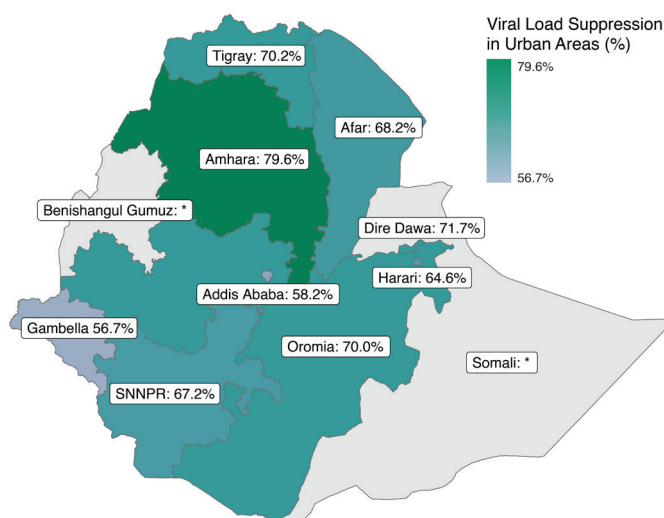 Viral Load Suppression
in Urban Areas (%)
79.6%
56.7%
Tigray: 70.2%
Afar: 68.2%
Amhara: 79.6%
Benishangul Gumuz: *
Dire Dawa: 71.7%
Harari: 64.6%
Addis Ababa: 58.2%
Gambella 56.7%
Oromia: 70.0%
Somali: *
SNNPR: 67.2%